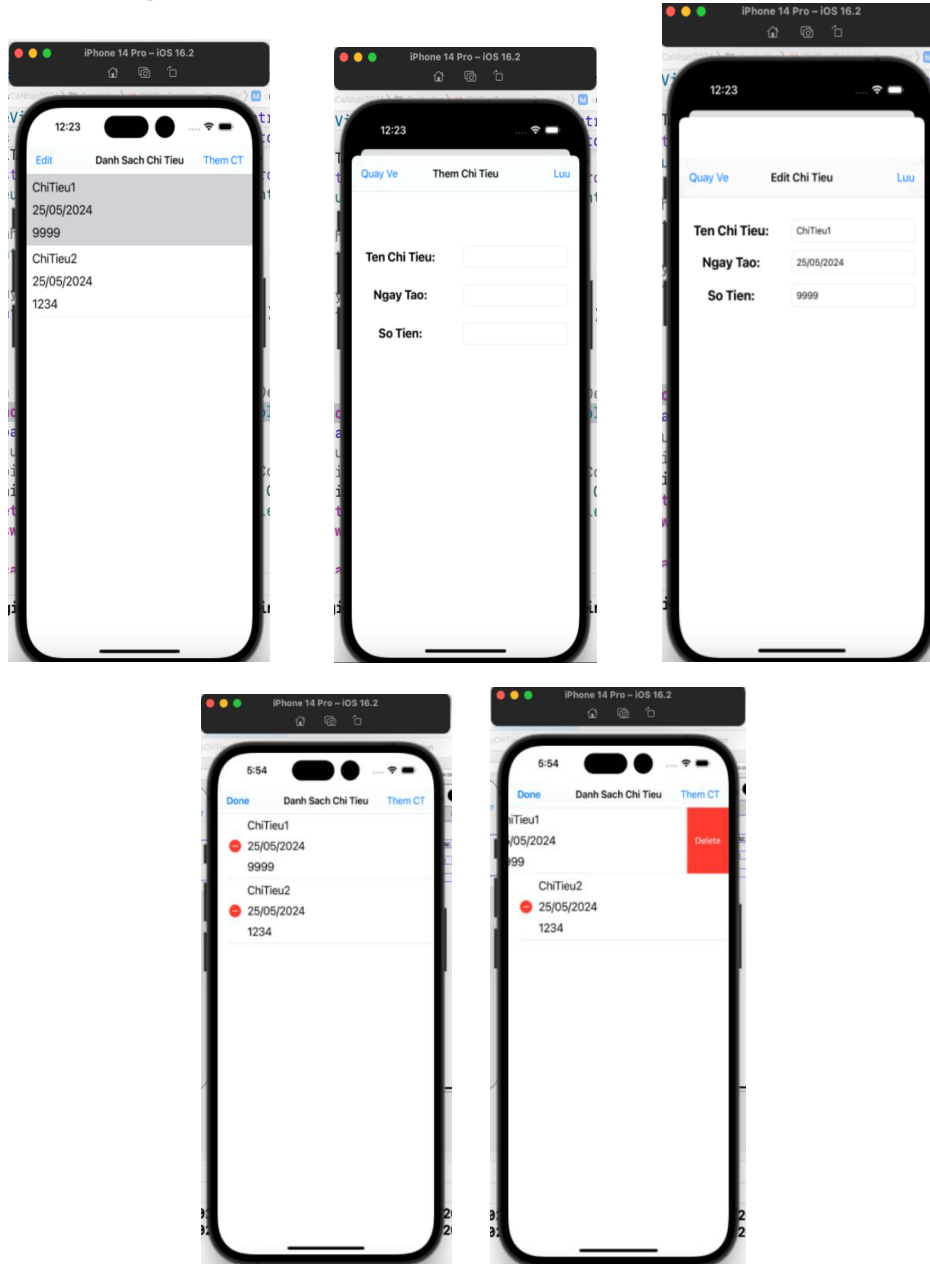 iPhone 14 Pro – iOS 16.2
12:23
Edit Danh Sach Chi Tieu Them CT
ChiTieu1
25/05/2024
9999
ChiTieu2
25/05/2024
1234
iPhone 14 Pro – iOS 16.2
12:23
Quay Ve Them Chi Tieu Luu
Ten Chi Tieu:
Ngay Tao:
So Tien:
iPhone 14 Pro – iOS 16.2
12:23
Quay Ve Edit Chi Tieu Luu
Ten Chi Tieu: ChiTieu1
Ngay Tao: 25/05/2024
So Tien: 9999
iPhone 14 Pro – iOS 16.2
5:54
Done Danh Sach Chi Tieu Them CT
ChiTieu1
25/05/2024
9999
ChiTieu2
25/05/2024
1234
iPhone 14 Pro – iOS 16.2
5:54
Done Danh Sach Chi Tieu Them CT
hiTieu1
/05/2024 Delete
999
ChiTieu2
25/05/2024
1234